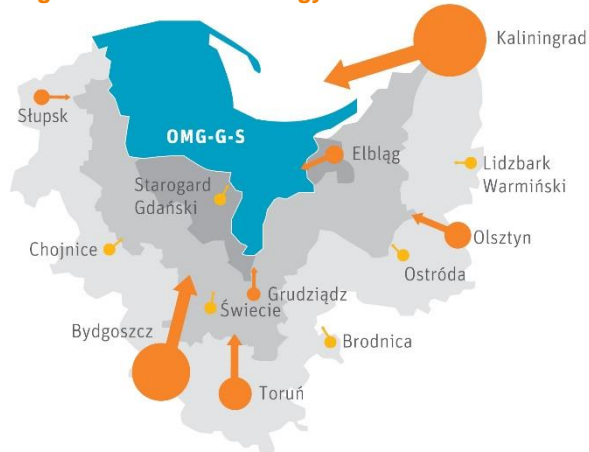 Kaliningrad
Słupsk
OMG-G-S
Elbląg
Lidzbark
Warmiński
Starogard
Gdański
Olsztyn
Chojnice
Ostróda
Grudziądz
Świecie
Bydgoszcz
Brodnica
Toruń